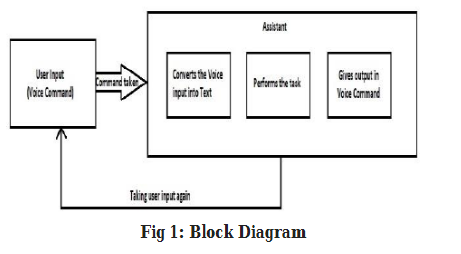 Assistant
User Input
(Voice Command)
Command taken
Converts the Voice
input into Text
Performs the task
Gives output in
Voice Command
Taking user input again
Fig 1: Block Diagram